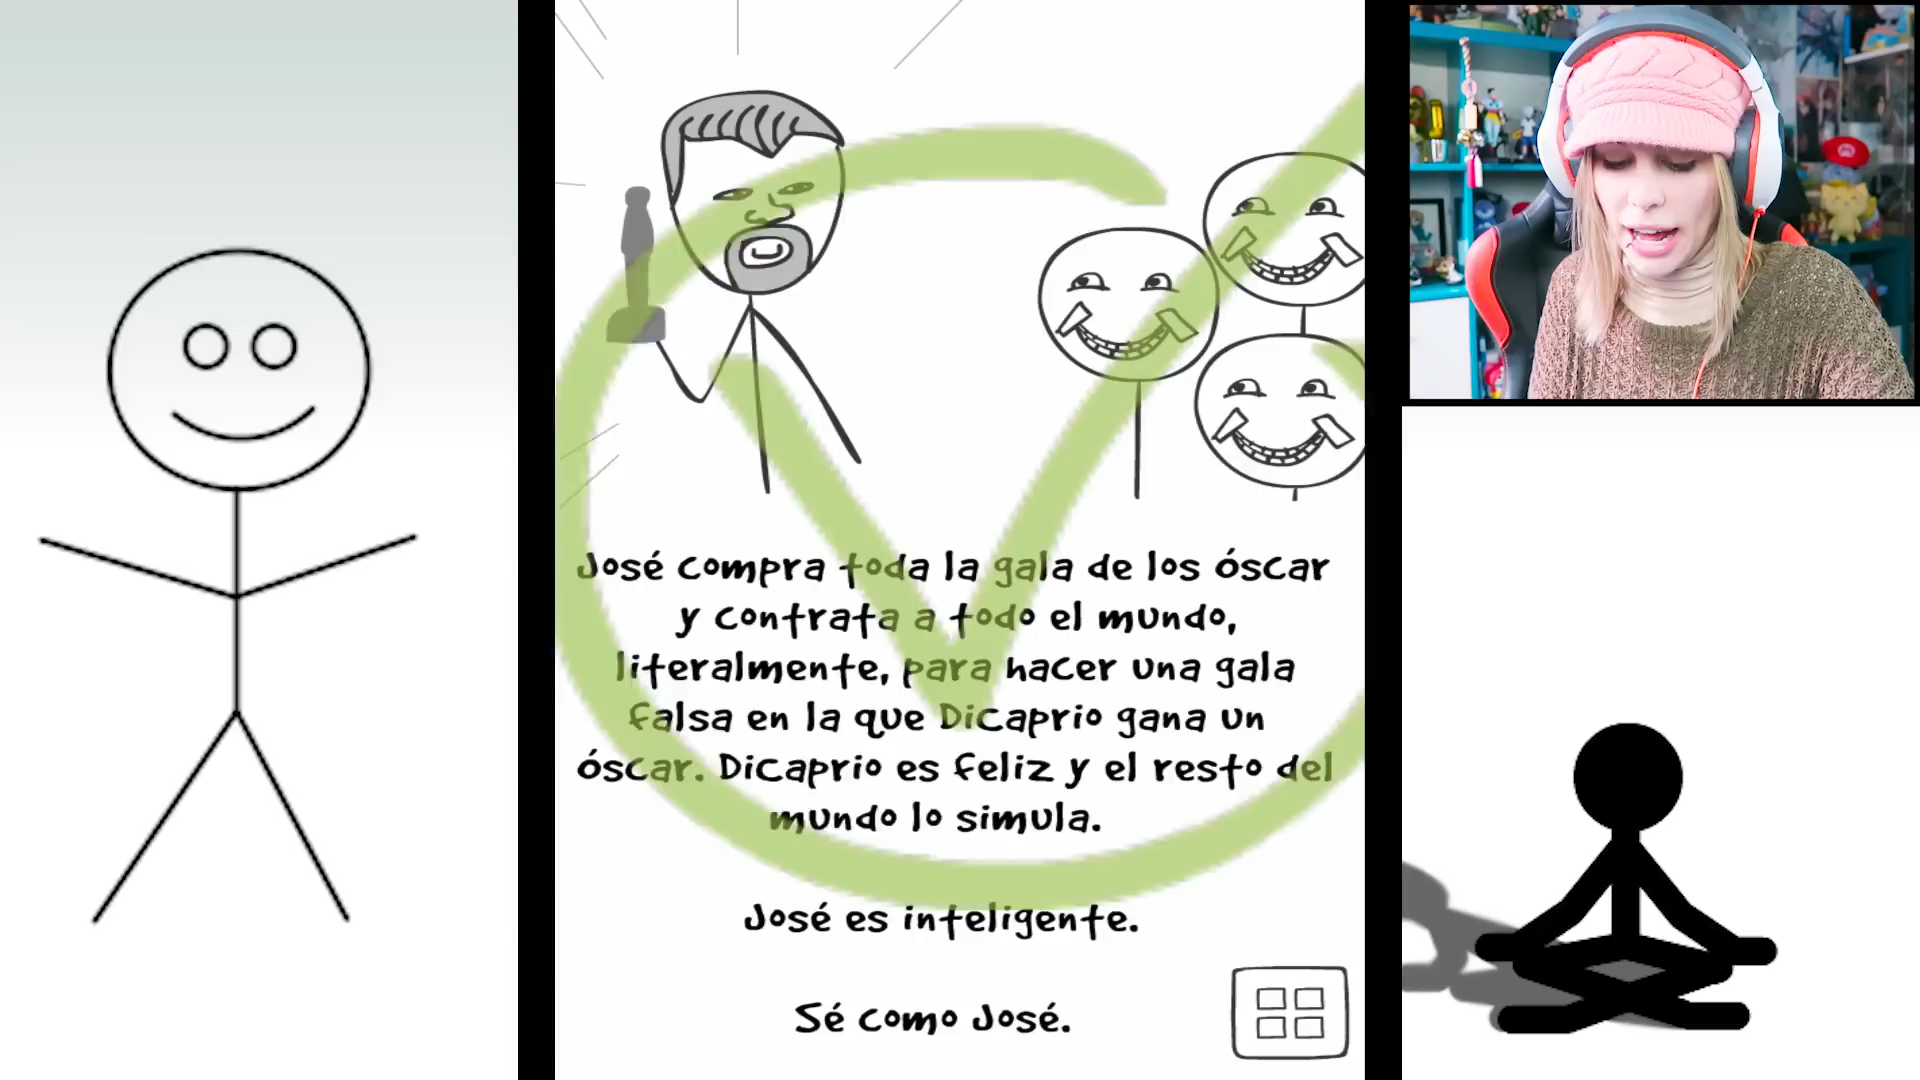 José compra toda la gala de los óscar
y contrata a todo el mundo,
literalmente, para hacer una gala
falsa en la que Dicaprio gana un
óscar. Dicaprio es feliz y el resto del
mundo lo simula.
José es inteligente.
Sé como José.